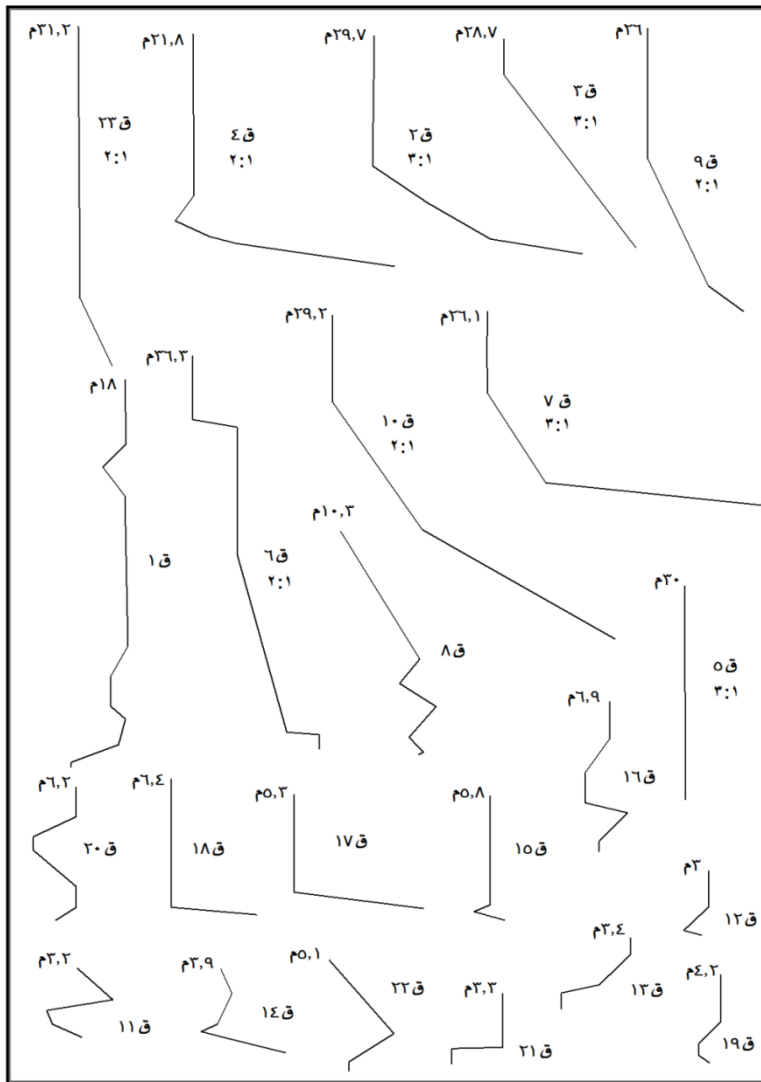 ٣١,٢م
ق٢٣
٢:١
٢١,٨م
ق٤
٢:١
٢٩,٧م
ق٢
٣:١
٢٨,٧م
ق٣
٣:١
٢٦م
ق٩
٢:١
١٨م
ق١
٣٦,٣م
ق٦
٢:١
٢٩,٢م
ق١٠
٢:١
٢٦,١م
ق٧
٣:١
١٠,٣م
ق٨
٣٠م
ق٥
٣:١
٦,٩م
ق١٦
٦,٢م
ق٢٠
٦,٤م
ق١٨
٥,٣م
ق١٧
٥,٨م
ق١٥
٣م
ق١٢
٣,٢م
ق١١
٣,٩م
ق١٤
٥,١م
ق٢٢
٣,٣م
ق٢١
٣,٤م
ق١٣
٤,٢م
ق١٩